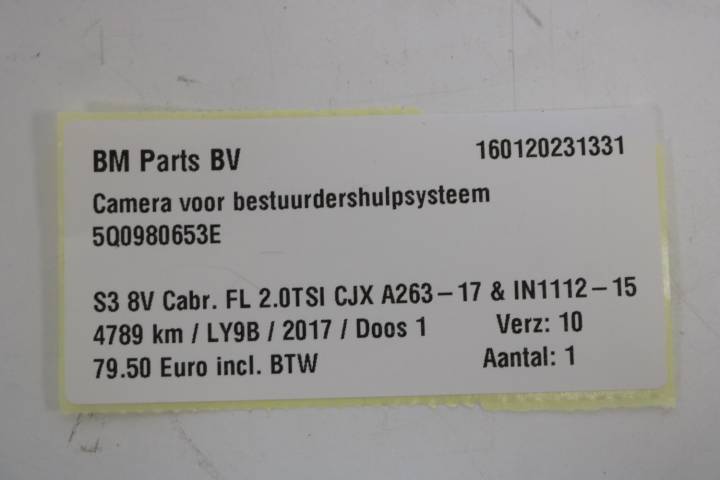 BM Parts BV 160120231331
Camera voor bestuurdershulpsysteem
5Q0980653E
S3 8V Cabr. FL 2.0TSI CJX A263-17 & IN1112-15
4789 km / LY9B / 2017 / Doos 1 Verz: 10
79.50 Euro incl. BTW Aantal: 1